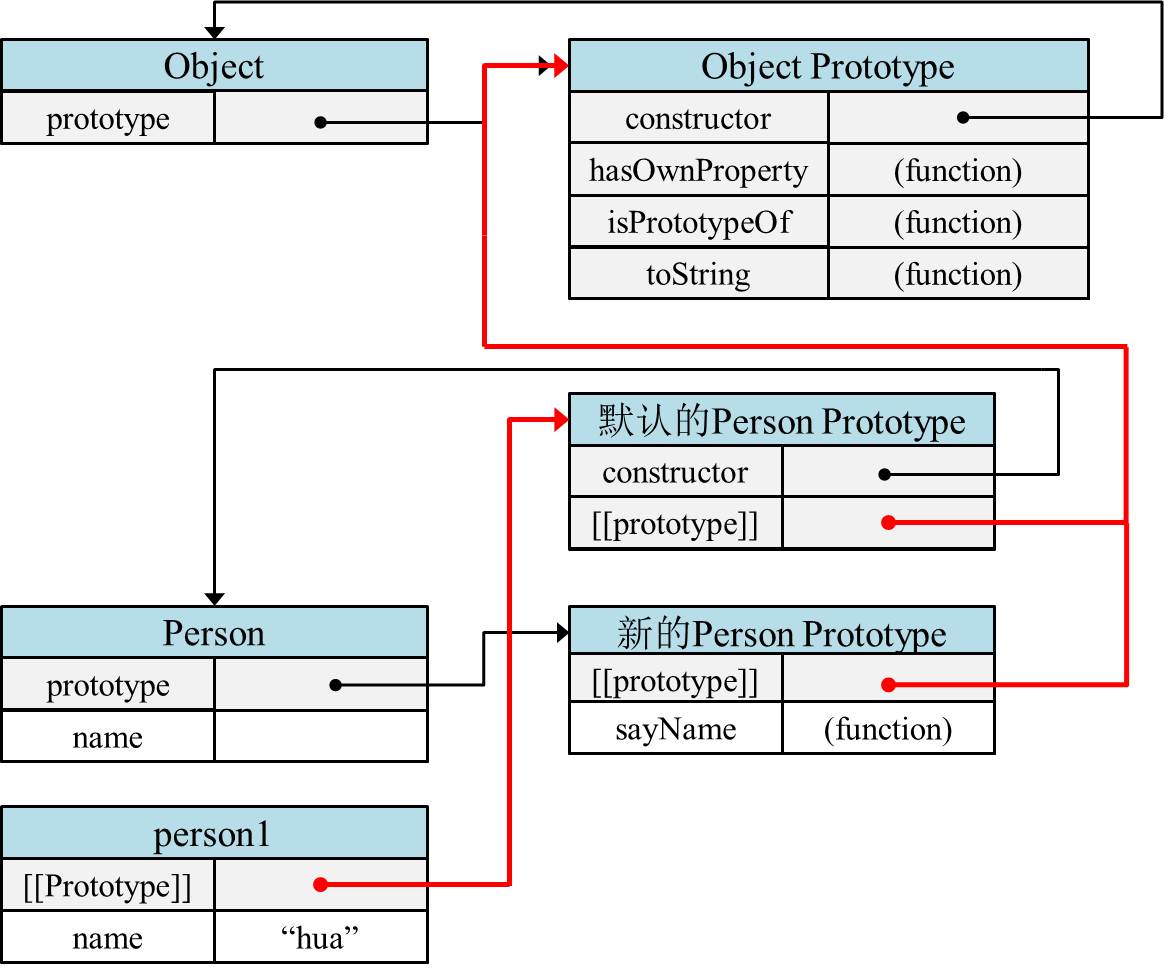 Object
prototype
Object Prototype
constructor
hasOwnProperty (function)
isPrototypeOf (function)
toString (function)
默认的Person Prototype
constructor
[[prototype]]
Person
prototype
name
新的Person Prototype
[[prototype]]
sayName (function)
person1
[[Prototype]]
name “hua”